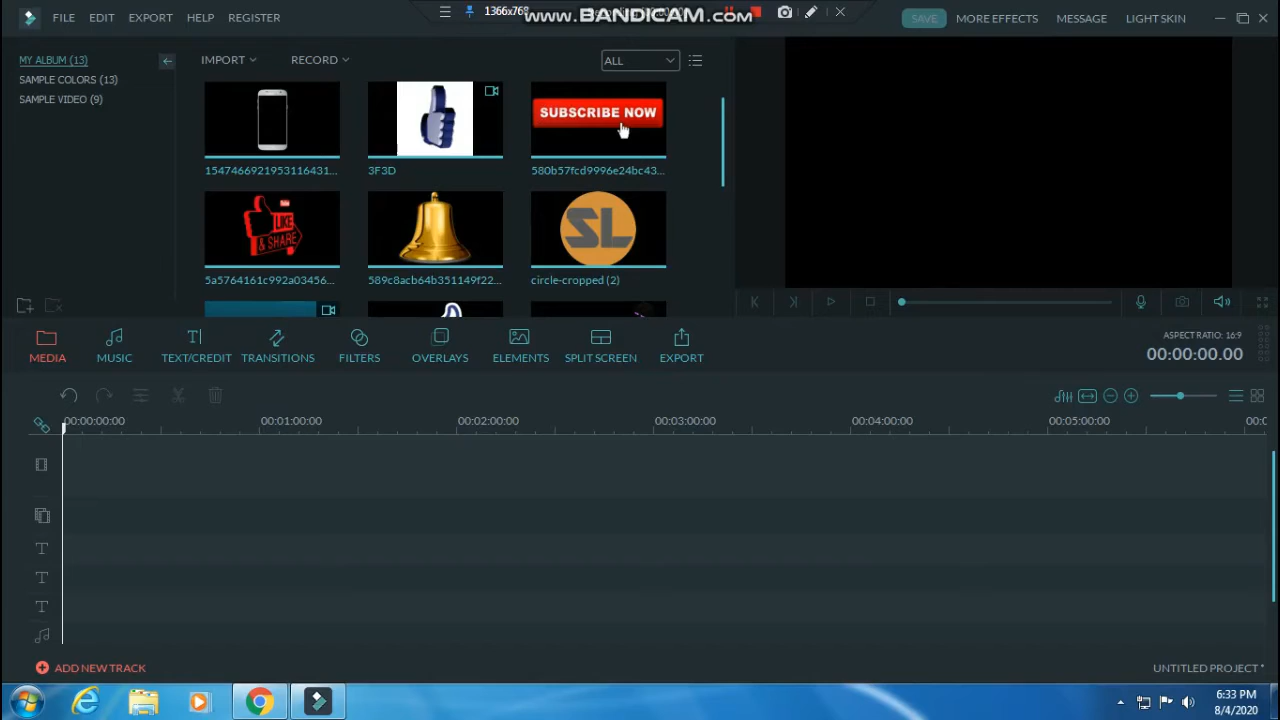 FILE EDIT EXPORT HELP REGISTER
1366x768
www.BANDICAM.com
SAVE MORE EFFECTS MESSAGE LIGHT SKIN
MY ALBUM (13)
SAMPLE COLORS (13)
SAMPLE VIDEO (9)
IMPORT RECORD ALL
SUBSCRIBE NOW
1547466921953116431... 3F3D 580b57fcd9996e24bc43...
LIKE
& SHARE
SL
5a5764161c992a03456... 589c8acb64b351149f22... circle-cropped (2)
MEDIA MUSIC TEXT/CREDIT TRANSITIONS FILTERS OVERLAYS ELEMENTS SPLIT SCREEN EXPORT
ASPECT RATIO: 16:9
00:00:00.00
00:00:00:00 00:01:00:00 00:02:00:00 00:03:00:00 00:04:00:00 00:05:00:00
ADD NEW TRACK
UNTITLED PROJECT *
6:33 PM
8/4/2020